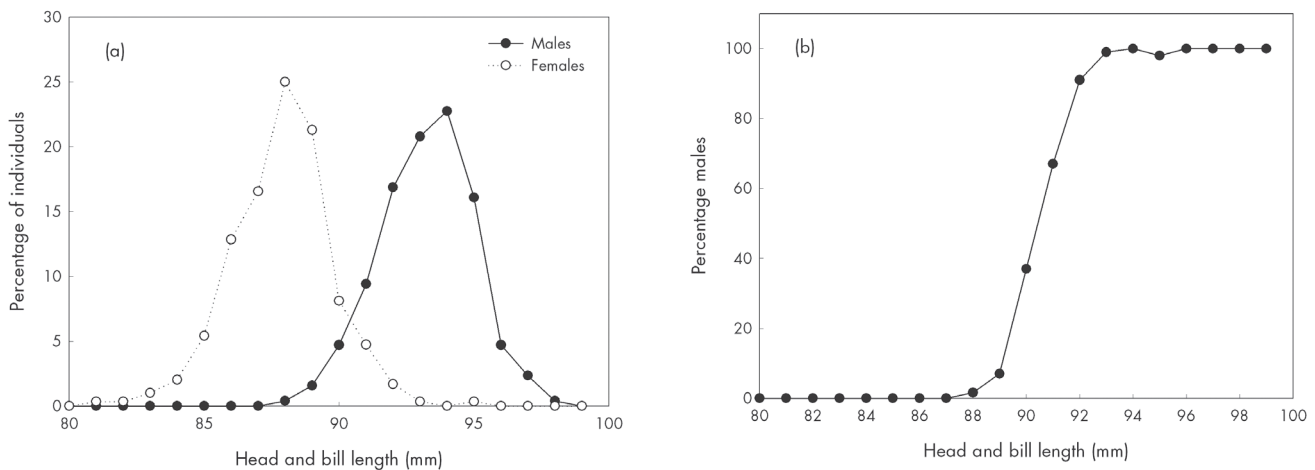 (a)
Males
Females
30
25
20
15
10
5
0
Percentage of individuals
80 85 90 95 100
Head and bill length (mm)
(b)
100
80
60
40
20
0
Percentage males
80 82 84 86 88 90 92 94 96 98 100
Head and bill length (mm)